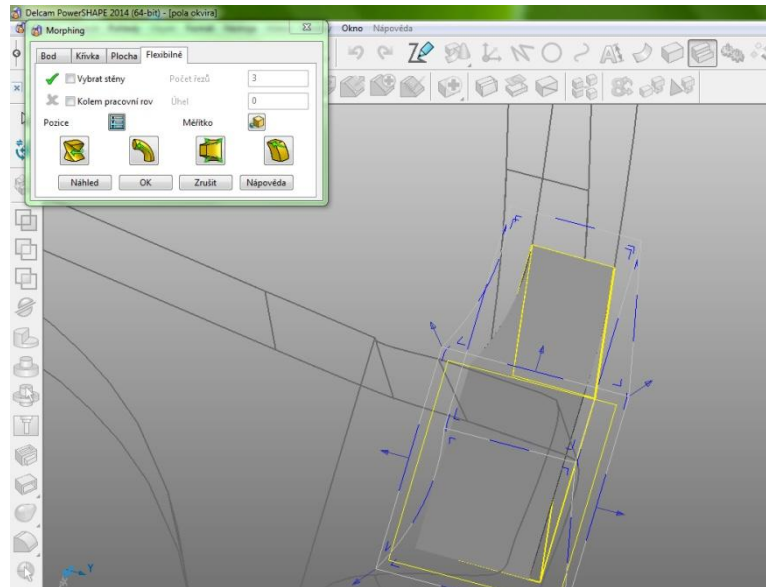 Delcam PowerSHAPE 2014 (64-bit) - [pola okvira]
Morphing
Okno Nápověda
Bod Křivka Plocha Flexibilně
Vybrat stěny Počet řezů 3
Kolem pracovní rov Úhel 0
Pozice Měřítko
Náhled OK Zrušit Nápověda
Y